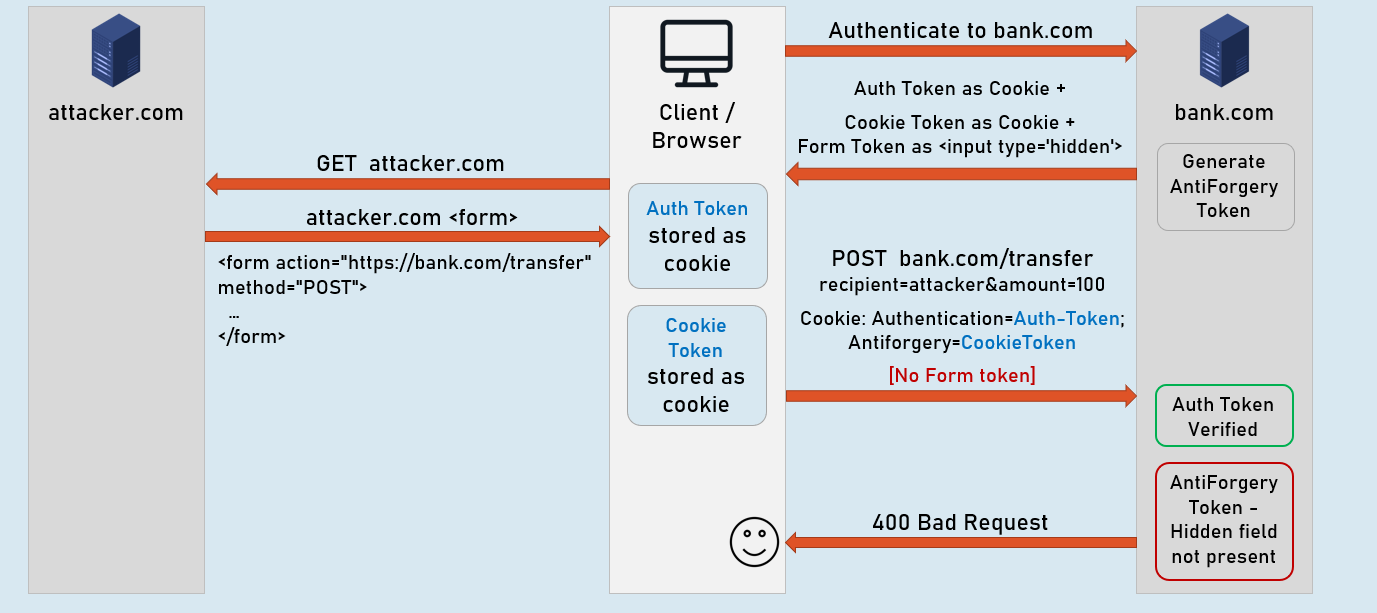 attacker.com
GET  attacker.com
attacker.com <form>
<form action="https://bank.com/transfer"
method="POST">
…
</form>
Client /
Browser
Auth Token
stored as
cookie
Cookie
Token
stored as
cookie
Authenticate to bank.com
Auth Token as Cookie +
Cookie Token as Cookie +
Form Token as <input type='hidden'>
POST  bank.com/transfer
recipient=attacker&amount=100
Cookie: Authentication=Auth-Token;
Antiforgery=CookieToken
[No Form token]
400 Bad Request
bank.com
Generate
AntiForgery
Token
Auth Token
Verified
AntiForgery
Token -
Hidden field
not present